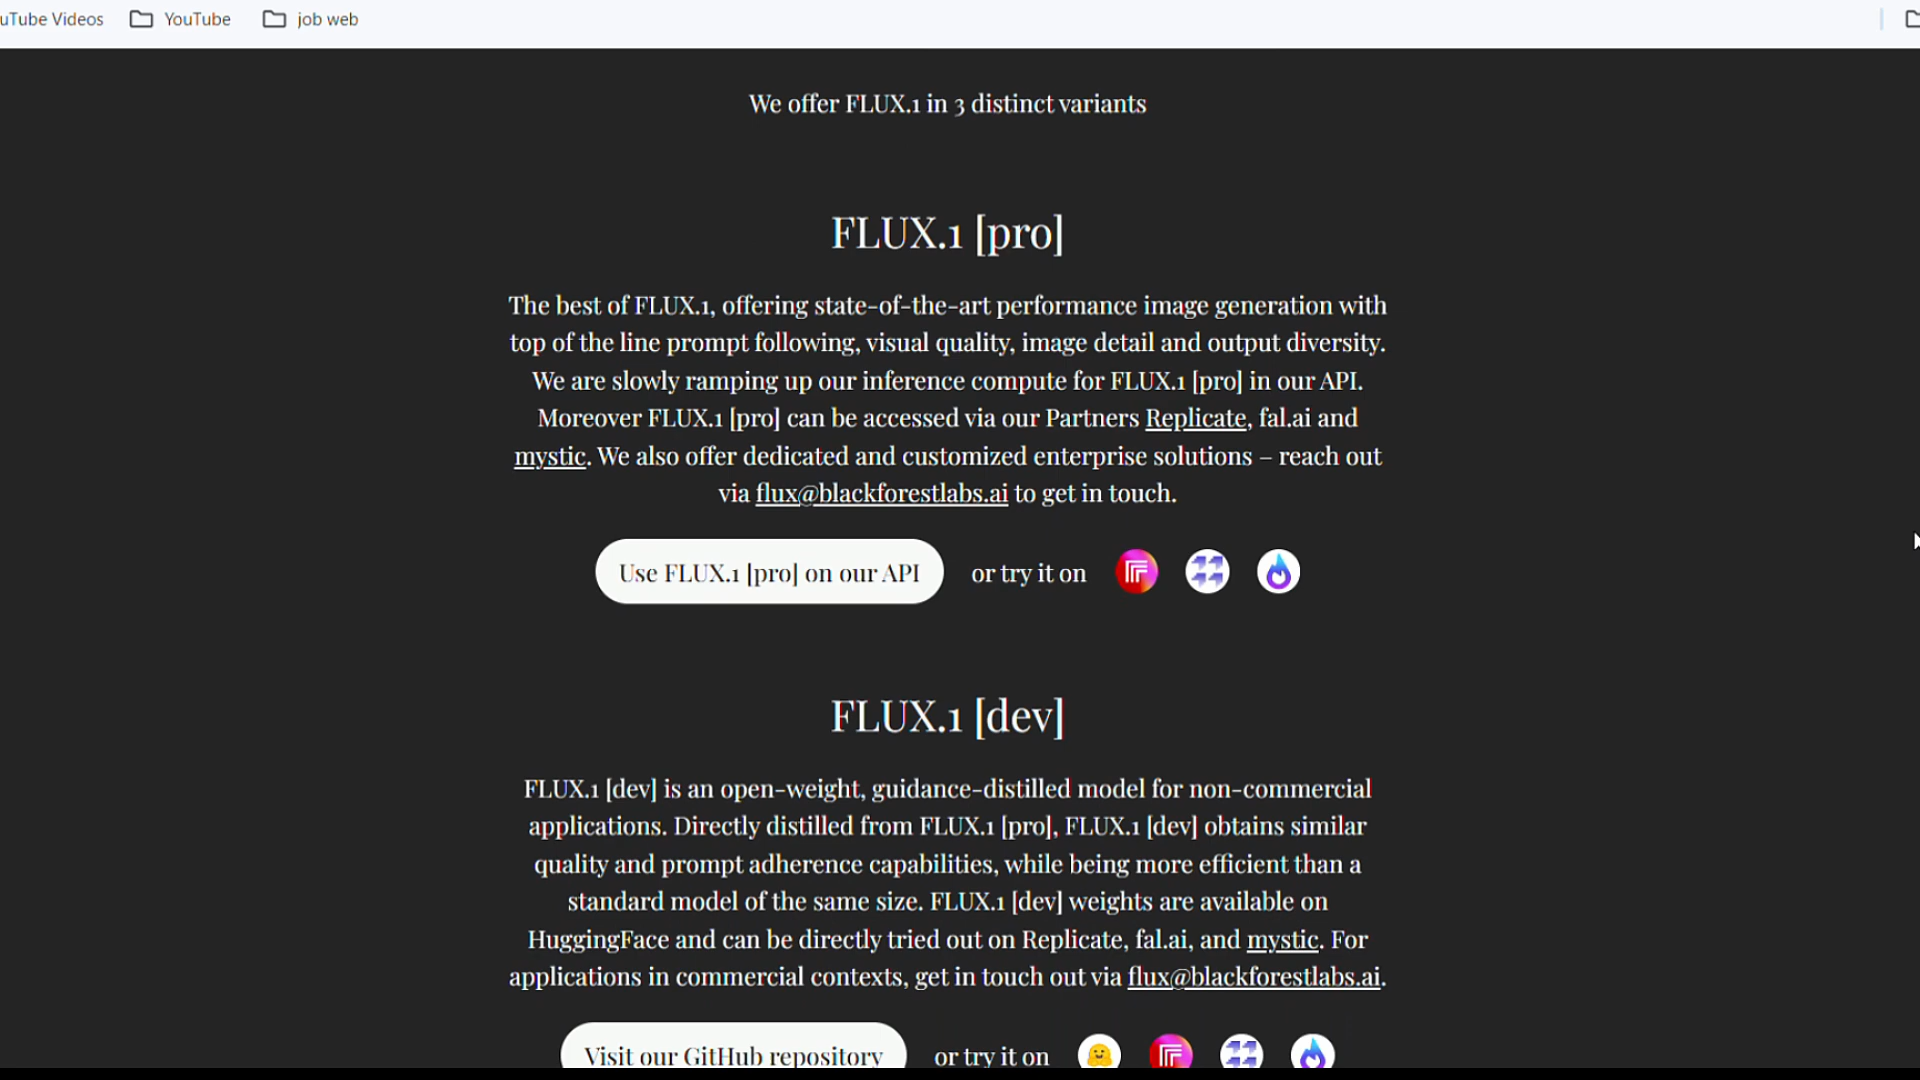 uTube Videos YouTube job web
We offer FLUX.1 in 3 distinct variants
FLUX.1 [pro]
The best of FLUX.1, offering state-of-the-art performance image generation with
top of the line prompt following, visual quality, image detail and output diversity.
We are slowly ramping up our inference compute for FLUX.1 [pro] in our API.
Moreover FLUX.1 [pro] can be accessed via our Partners Replicate, fal.ai and
mystic. We also offer dedicated and customized enterprise solutions – reach out
via flux@blackforestlabs.ai to get in touch.
Use FLUX.1 [pro] on our API or try it on
FLUX.1 [dev]
FLUX.1 [dev] is an open-weight, guidance-distilled model for non-commercial
applications. Directly distilled from FLUX.1 [pro], FLUX.1 [dev] obtains similar
quality and prompt adherence capabilities, while being more efficient than a
standard model of the same size. FLUX.1 [dev] weights are available on
HuggingFace and can be directly tried out on Replicate, fal.ai, and mystic. For
applications in commercial contexts, get in touch out via flux@blackforestlabs.ai.
Visit our GitHub repository or try it on